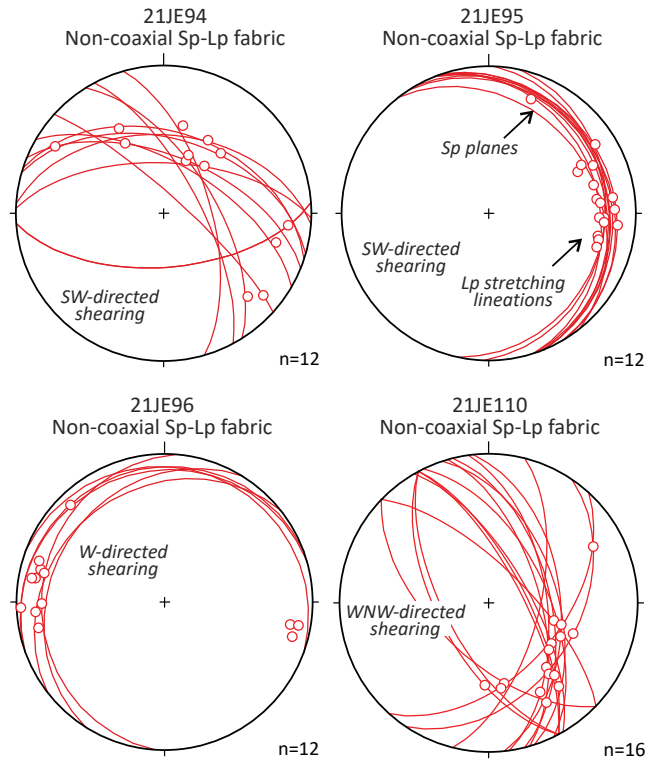 21JE94
Non-coaxial Sp-Lp fabric
SW-directed
shearing
n=12
21JE95
Non-coaxial Sp-Lp fabric
Sp planes
SW-directed
shearing
Lp stretching
lineations
n=12
21JE96
Non-coaxial Sp-Lp fabric
W-directed
shearing
n=12
21JE110
Non-coaxial Sp-Lp fabric
WNW-directed
shearing
n=16